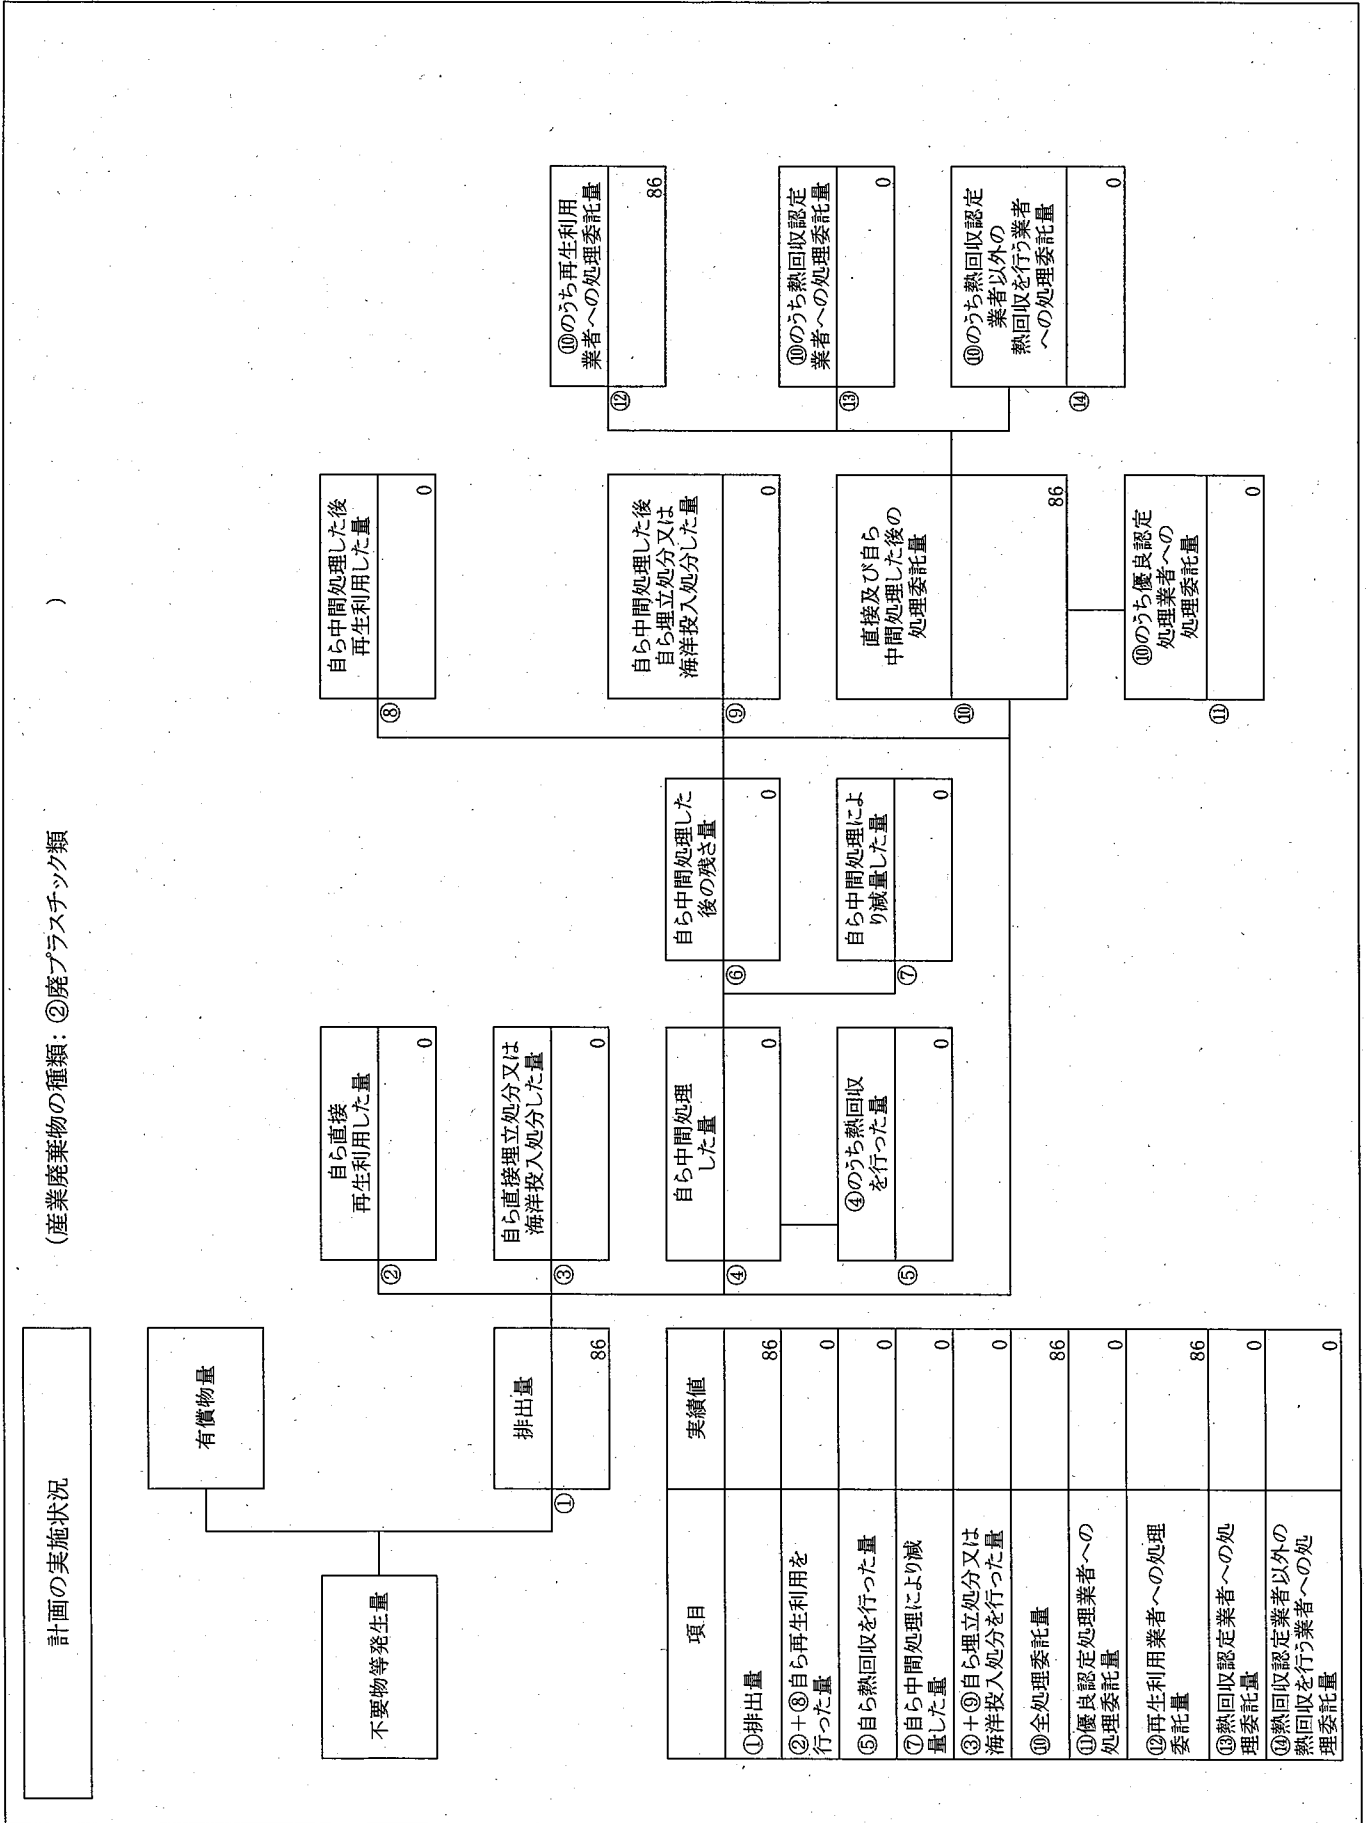 計画の実施状況
(産業廃棄物の種類：②廃プラスチック類 )
不要物等発生量
有償物量
①
排出量
86
②
自ら直接
再生利用した量
0
③
自ら直接埋立処分又は
海洋投入処分した量
0
④
自ら中間処理
した量
0
⑤
④のうち熱回収
を行った量
0
⑥
自ら中間処理した
後の残さ量
0
⑦
自ら中間処理によ
り減量した量
0
⑧
自ら中間処理した後
再生利用した量
0
⑨
自ら中間処理した後
自ら埋立処分又は
海洋投入処分した量
0
⑩
直接及び自ら
中間処理した後の
処理委託量
86
⑪
⑩のうち優良認定
処理業者への
処理委託量
0
⑫
⑩のうち再生利用
業者への処理委託量
86
⑬
⑩のうち熱回収認定
業者への処理委託量
0
⑭
⑩のうち熱回収認定
業者以外の
熱回収を行う業者
への処理委託量
0
項目 実績値
①排出量 86
②+⑧自ら再生利用を
行った量 0
⑤自ら熱回収を行った量 0
⑦自ら中間処理により減
量した量 0
③+⑨自ら埋立処分又は
海洋投入処分を行った量 0
⑩全処理委託量 86
⑪優良認定処理業者への
処理委託量 0
⑫再生利用業者への処理
委託量 86
⑬熱回収認定業者への処
理委託量 0
⑭熱回収認定業者以外の
熱回収を行う業者への処
理委託量 0